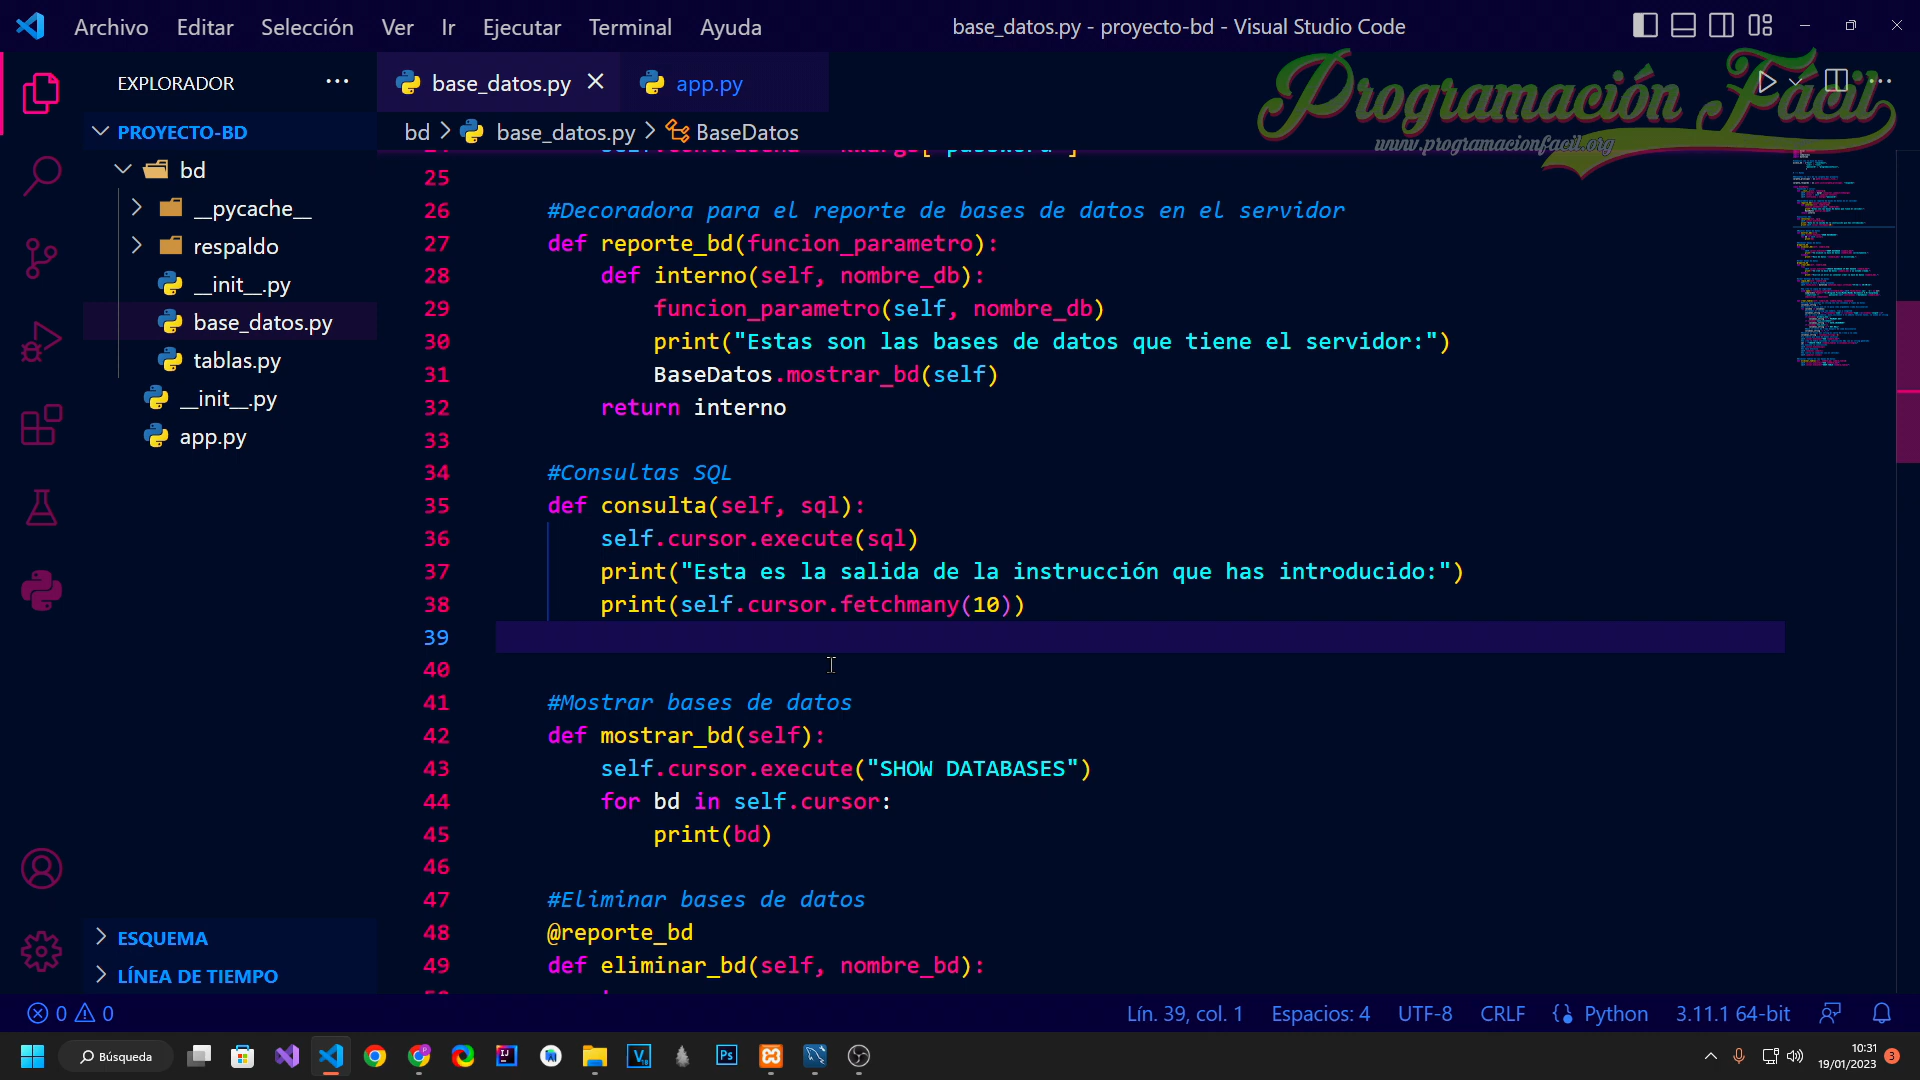 Archivo Editar Selección Ver Ir Ejecutar Terminal Ayuda base_datos.py - proyecto-bd - Visual Studio Code
EXPLORADOR
PROYECTO-BD
bd
__pycache__
respaldo
__init__.py
base_datos.py
tablas.py
__init__.py
app.py
ESQUEMA
LÍNEA DE TIEMPO
base_datos.py app.py
bd > base_datos.py > BaseDatos
Programación Fácil
www.programacionfacil.org
25
26 #Decoradora para el reporte de bases de datos en el servidor
27 def reporte_bd(funcion_parametro):
28 def interno(self, nombre_db):
29 funcion_parametro(self, nombre_db)
30 print("Estas son las bases de datos que tiene el servidor:")
31 BaseDatos.mostrar_bd(self)
32 return interno
33
34 #Consultas SQL
35 def consulta(self, sql):
36 self.cursor.execute(sql)
37 print("Esta es la salida de la instrucción que has introducido:")
38 print(self.cursor.fetchmany(10))
39
40
41 #Mostrar bases de datos
42 def mostrar_bd(self):
43 self.cursor.execute("SHOW DATABASES")
44 for bd in self.cursor:
45 print(bd)
46
47 #Eliminar bases de datos
48 @reporte_bd
49 def eliminar_bd(self, nombre_bd):
0 0 Lín. 39, col. 1 Espacios: 4 UTF-8 CRLF Python 3.11.1 64-bit
Búsqueda
10:31
19/01/2023
3